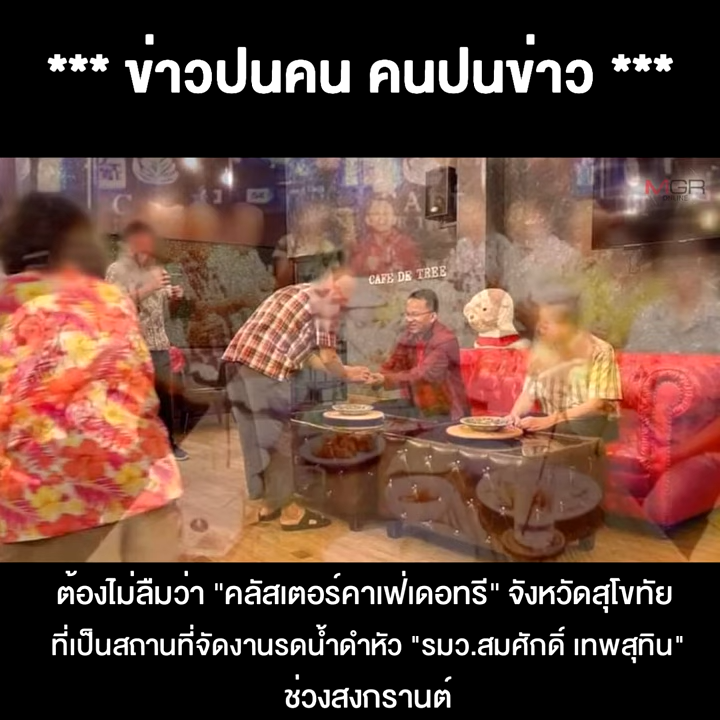 *** ข่าวปนคน คนปนข่าว ***
MGR
ONLINE
CAFE DE TREE
ต้องไม่ลืมว่า "คลัสเตอร์คาเฟ่เดอทรี" จังหวัดสุโขทัย
ที่เป็นสถานที่จัดงานรดน้ำดำหัว "รมว.สมศักดิ์ เทพสุทิน"
ช่วงสงกรานต์